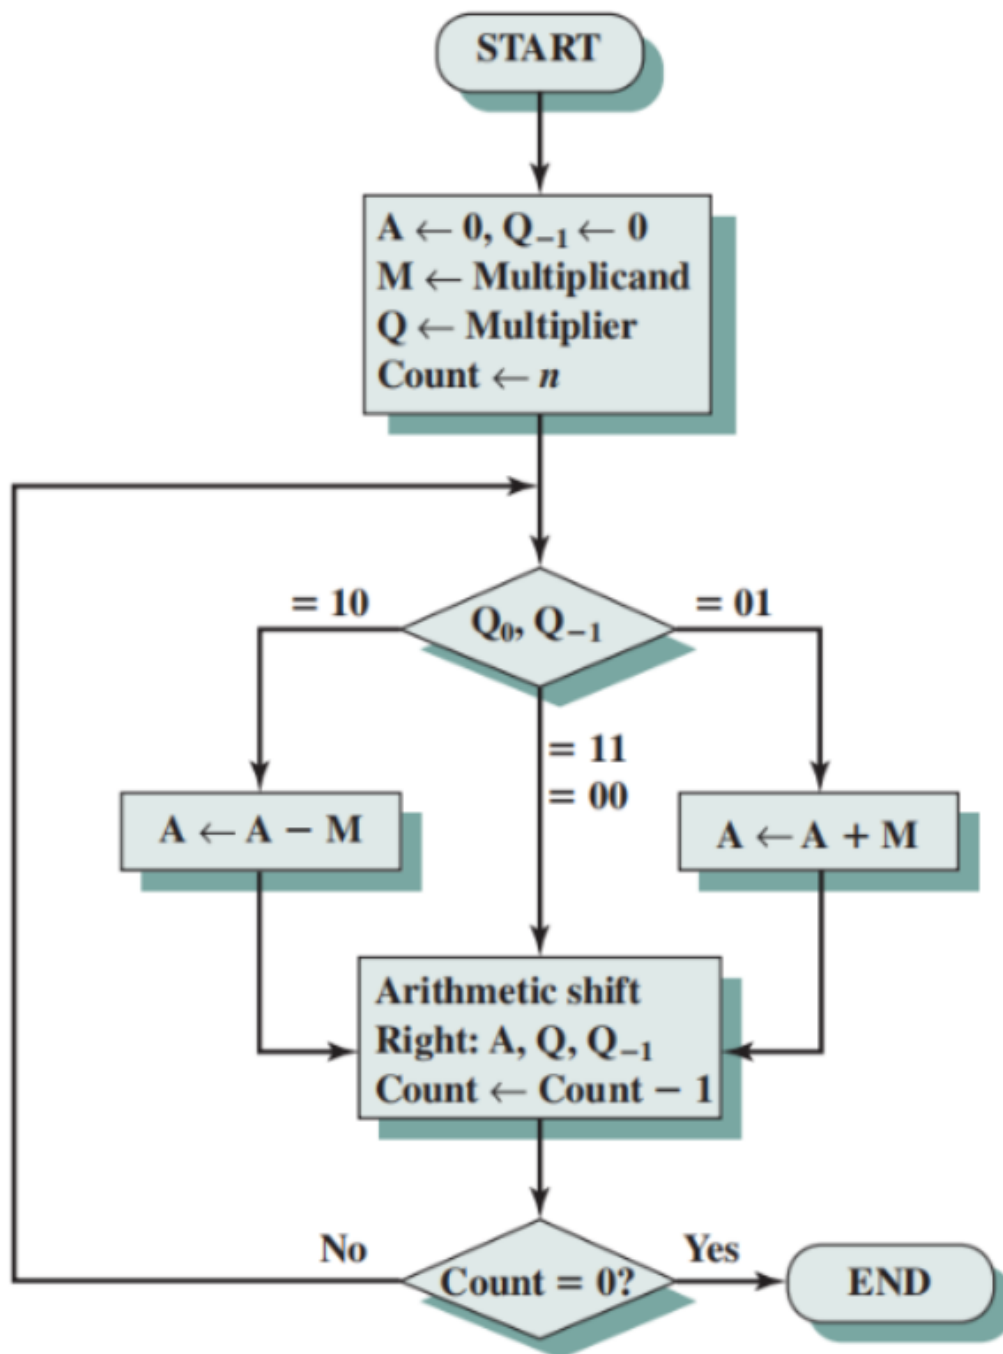 START
A ← 0, Q₋₁ ← 0
M ← Multiplicand
Q ← Multiplier
Count ← n
= 10
Q₀, Q₋₁
= 01
= 11
= 00
A ← A − M
A ← A + M
Arithmetic shift
Right: A, Q, Q₋₁
Count ← Count − 1
No
Count = 0?
Yes
END